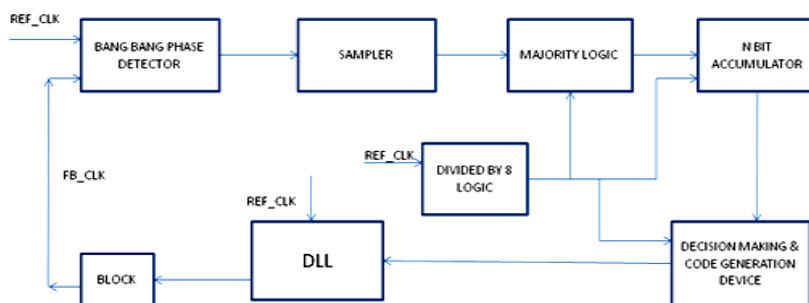 REF_CLK
BANG BANG PHASE
DETECTOR
SAMPLER
MAJORITY LOGIC
N BIT
ACCUMULATOR
REF_CLK
DIVIDED BY 8
LOGIC
FB_CLK
REF_CLK
DLL
BLOCK
DECISION MAKING &
CODE GENERATION
DEVICE